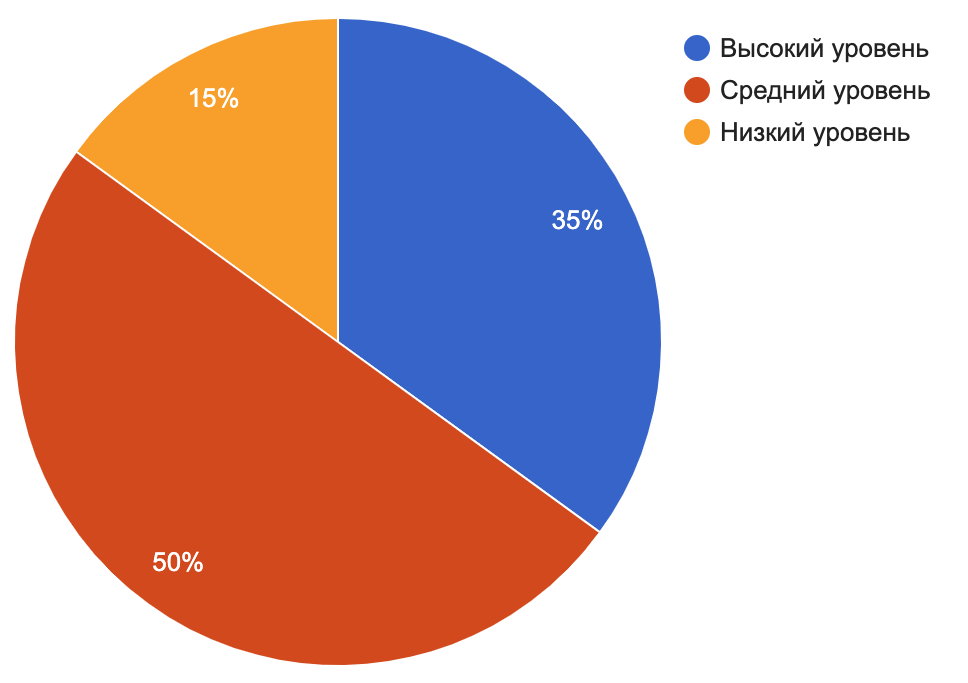 Высокий уровень
Средний уровень
Низкий уровень
15%
35%
50%